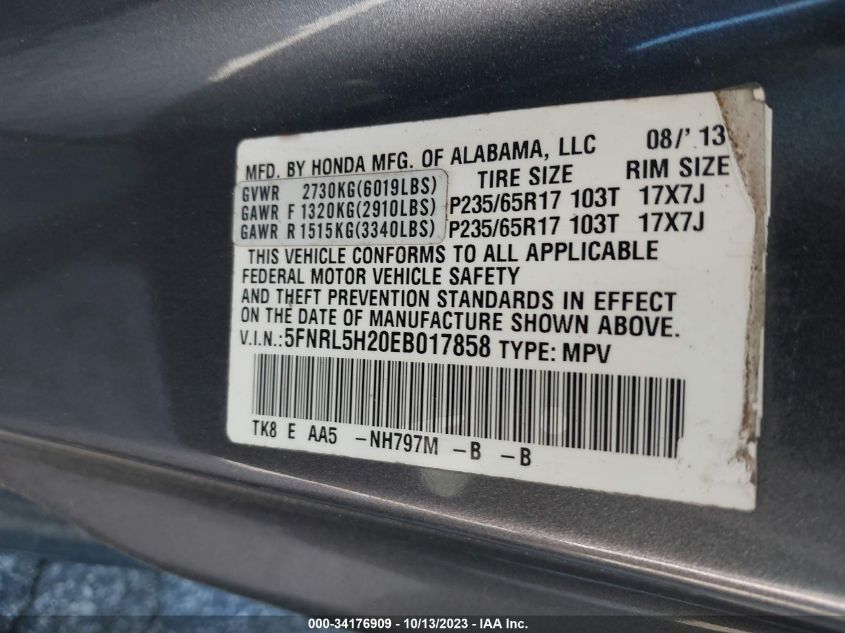 MFD. BY HONDA MFG. OF ALABAMA, LLC 08/' 13
GVWR 2730KG(6019LBS) TIRE SIZE RIM SIZE
GAWR F 1320KG(2910LBS) P235/65R17 103T 17X7J
GAWR R 1515KG(3340LBS) P235/65R17 103T 17X7J
THIS VEHICLE CONFORMS TO ALL APPLICABLE
FEDERAL MOTOR VEHICLE SAFETY
AND THEFT PREVENTION STANDARDS IN EFFECT
ON THE DATE OF MANUFACTURE SHOWN ABOVE.
V.I.N.:5FNRL5H20EB017858 TYPE: MPV
TK8 E AA5 -NH797M -B -B
000-34176909 - 10/13/2023 - IAA Inc.